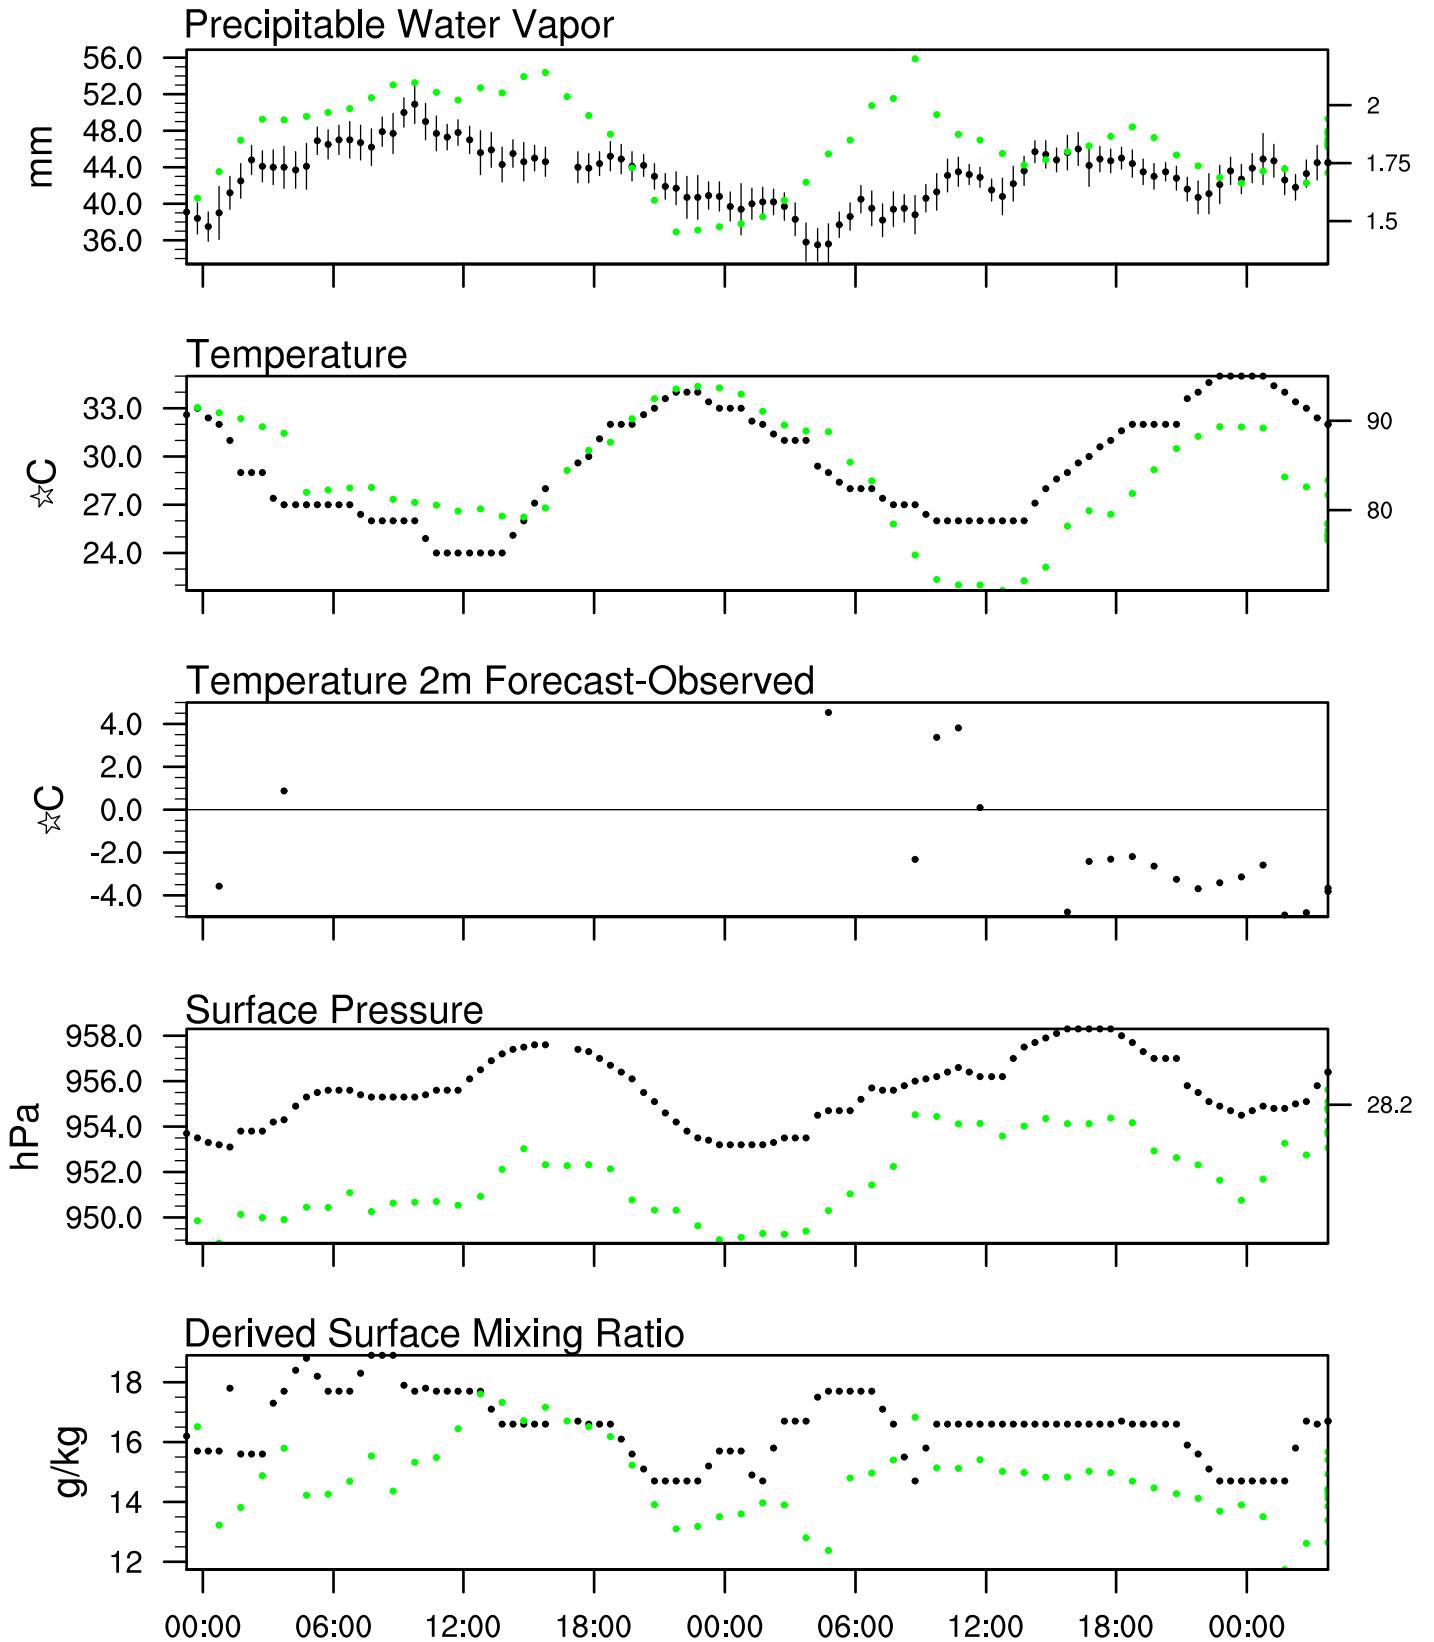 Precipitable Water Vapor
56.0
52.0
48.0
44.0
40.0
36.0
mm
2
1.75
1.5
Temperature
33.0
30.0
27.0
24.0
☆C
90
80
Temperature 2m Forecast-Observed
4.0
2.0
0.0
-2.0
-4.0
☆C
Surface Pressure
958.0
956.0
954.0
952.0
950.0
hPa
28.2
Derived Surface Mixing Ratio
18
16
14
12
g/kg
00:00 06:00 12:00 18:00 00:00 06:00 12:00 18:00 00:00